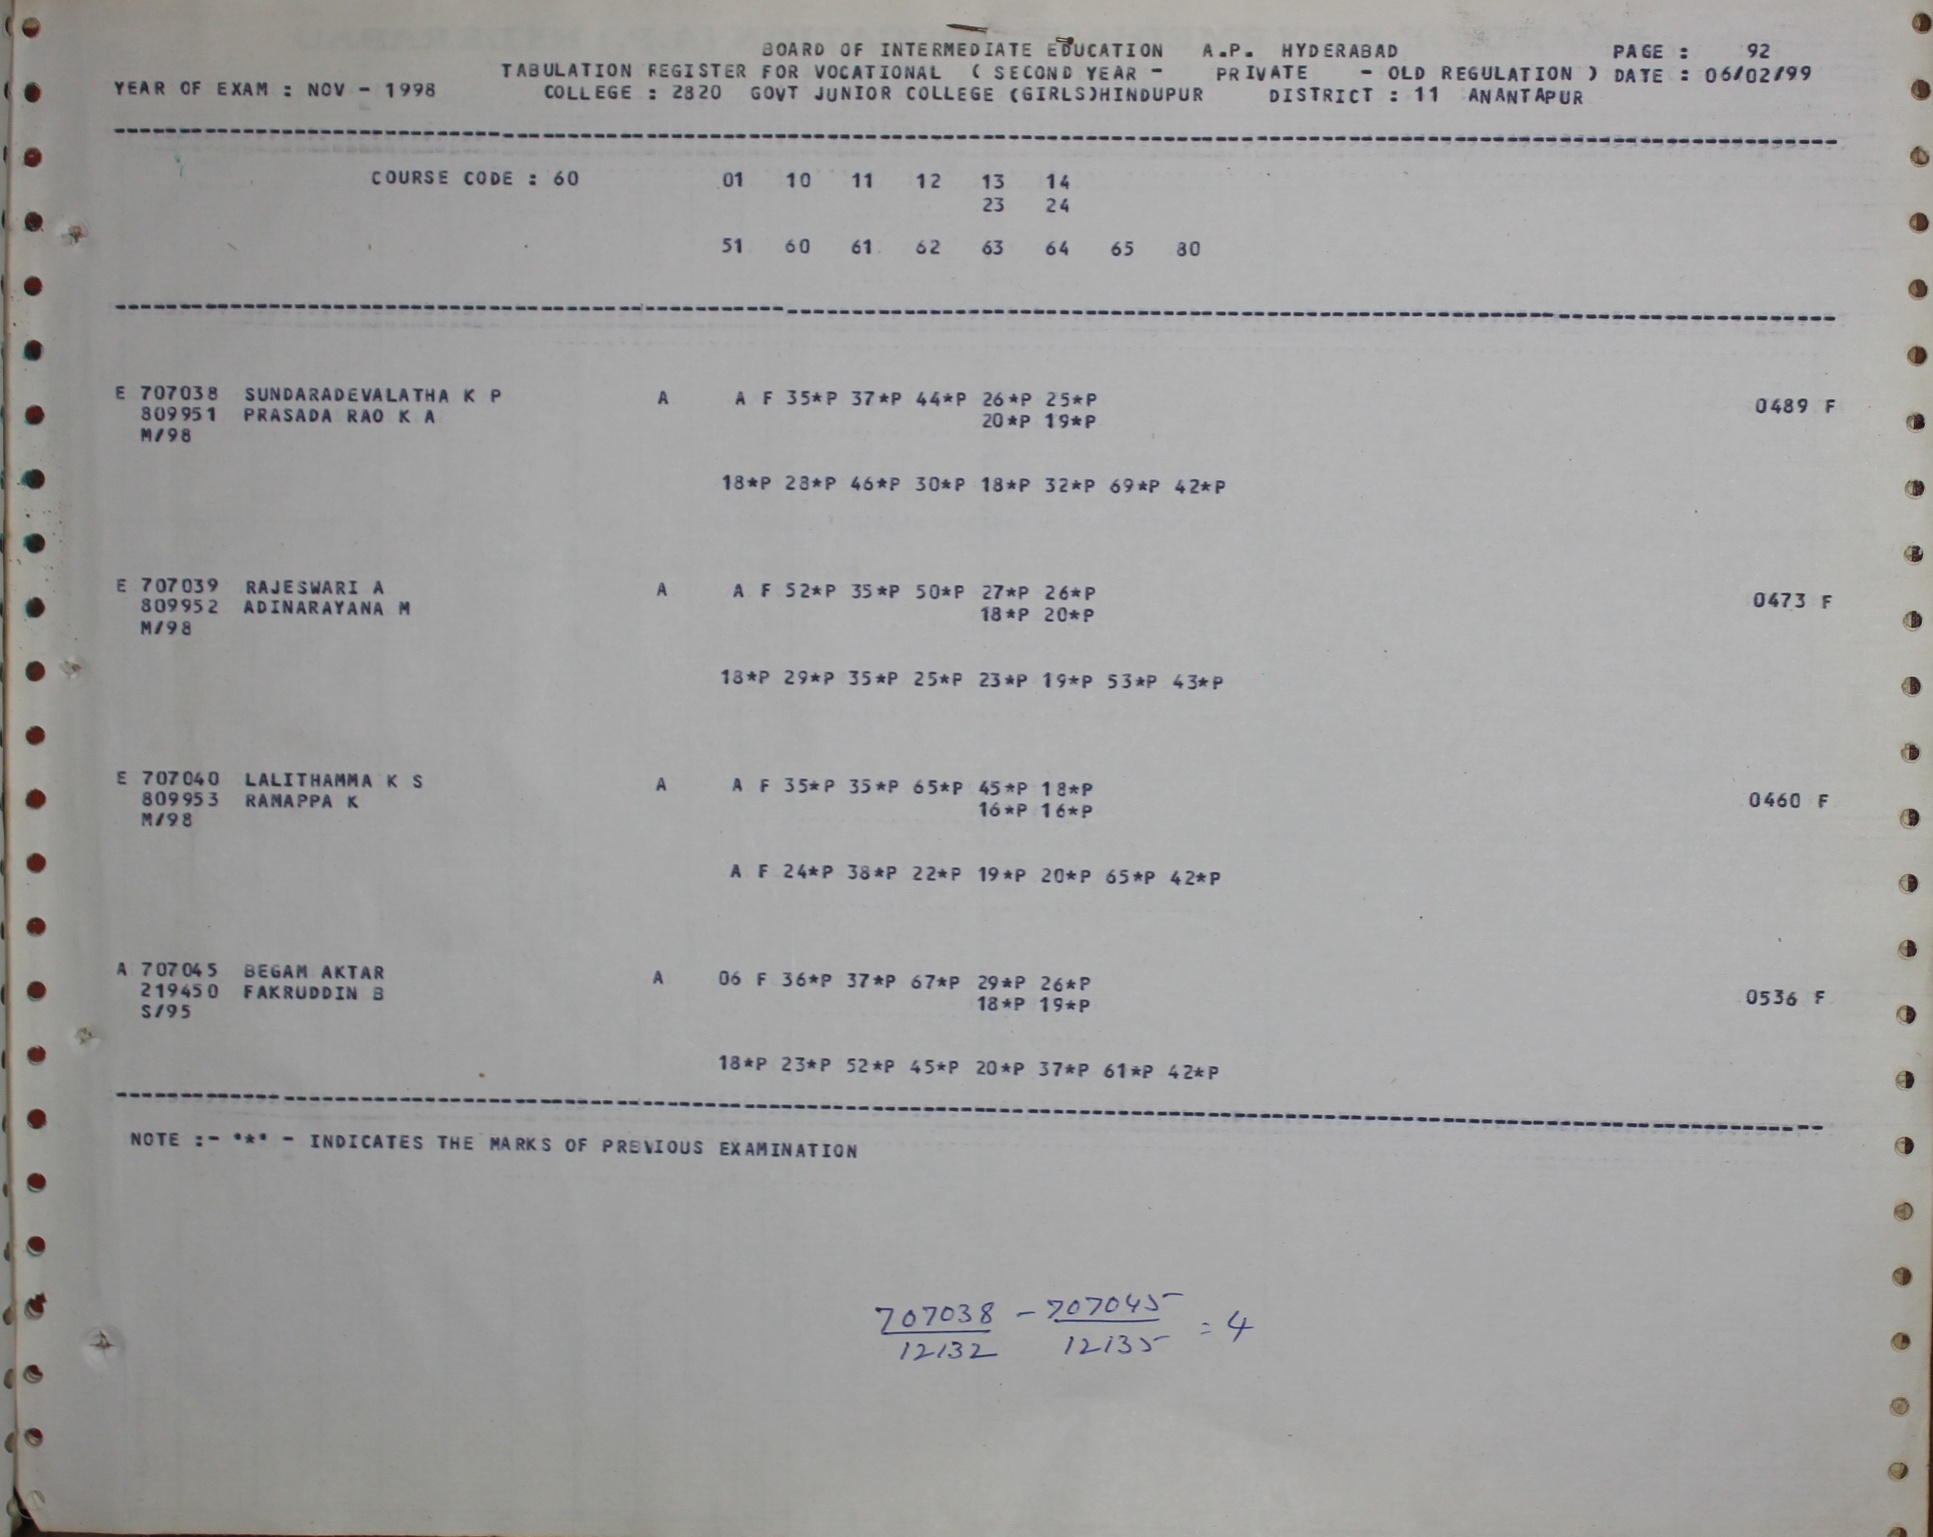 BOARD OF INTERMEDIATE EDUCATION A.P. HYDERABAD PAGE : 92
TABULATION REGISTER FOR VOCATIONAL ( SECOND YEAR - PRIVATE - OLD REGULATION ) DATE : 06/02/99
YEAR OF EXAM : NOV - 1998 COLLEGE : 2820 GOVT JUNIOR COLLEGE (GIRLS)HINDUPUR DISTRICT : 11 ANANTAPUR
COURSE CODE : 60 01 10 11 12 13 14
23 24
51 60 61 62 63 64 65 80
E 707038 SUNDARADEVALATHA K P A A F 35*P 37*P 44*P 26*P 25*P 0489 F
809951 PRASADA RAO K A 20*P 19*P
M/98
18*P 28*P 46*P 30*P 18*P 32*P 69*P 42*P
E 707039 RAJESWARI A A A F 52*P 35*P 50*P 27*P 26*P 0473 F
809952 ADINARAYANA M 18*P 20*P
M/98
18*P 29*P 35*P 25*P 23*P 19*P 53*P 43*P
E 707040 LALITHAMMA K S A A F 35*P 35*P 65*P 45*P 18*P 0460 F
809953 RAMAPPA K 16*P 16*P
M/98
A F 24*P 38*P 22*P 19*P 20*P 65*P 42*P
A 707045 BEGAM AKTAR A 06 F 36*P 37*P 67*P 29*P 26*P 0536 F
219450 FAKRUDDIN B 18*P 19*P
S/95
18*P 23*P 52*P 45*P 20*P 37*P 61*P 42*P
NOTE :- '*' - INDICATES THE MARKS OF PREVIOUS EXAMINATION
707038 - 707045 = 4
12132 12135